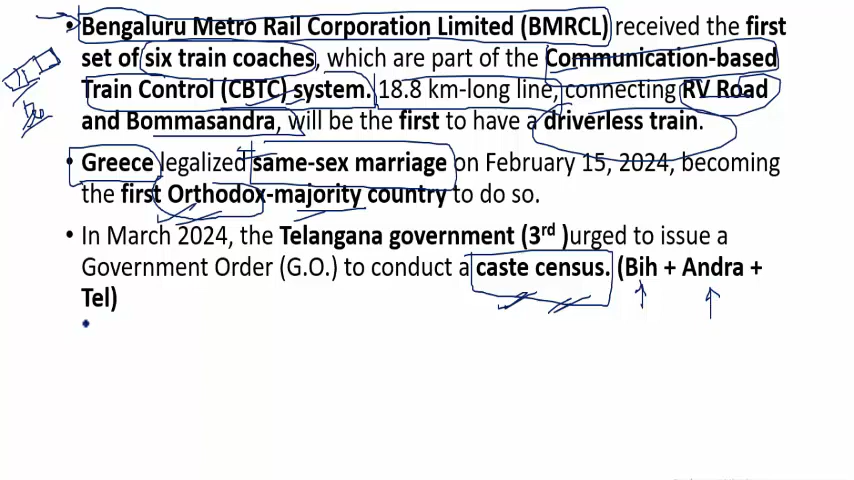 • Bengaluru Metro Rail Corporation Limited (BMRCL) received the first
set of six train coaches, which are part of the Communication-based
Train Control (CBTC) system. 18.8 km-long line, connecting RV Road
and Bommasandra, will be the first to have a driverless train.
• Greece legalized same-sex marriage on February 15, 2024, becoming
the first Orthodox-majority country to do so.
• In March 2024, the Telangana government (3rd )urged to issue a
Government Order (G.O.) to conduct a caste census. (Bih + Andra +
Tel)